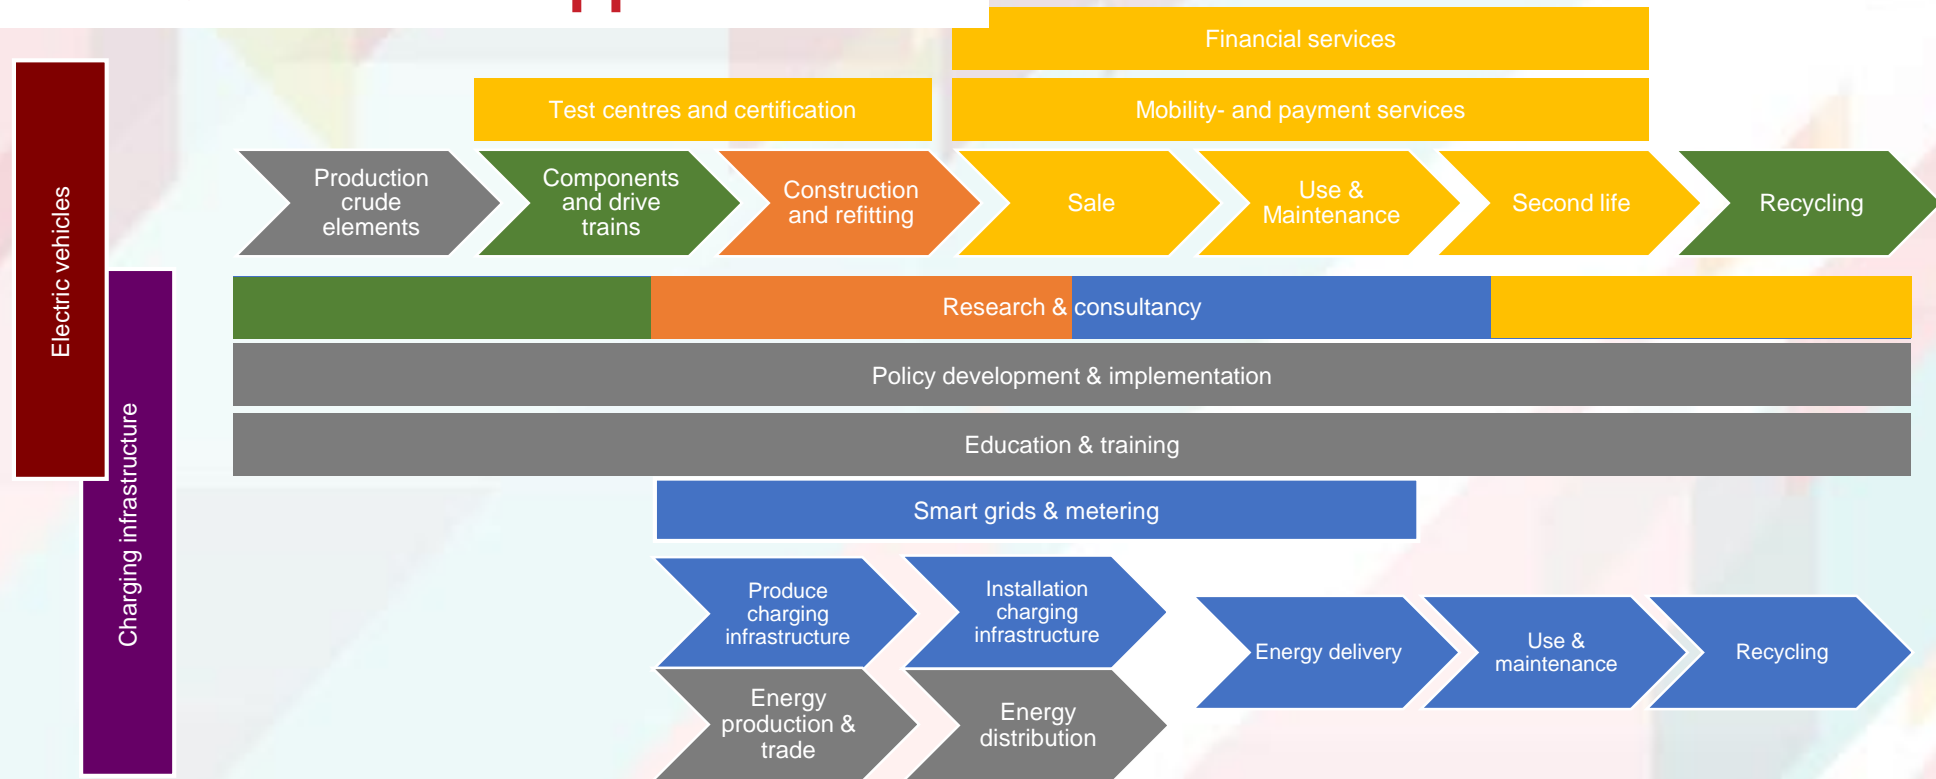 Financial services
Test centres and certification
Mobility- and payment services
Electric vehicles
Production
crude
elements
Components
and drive
trains
Construction
and refitting
Sale
Use &
Maintenance
Second life
Recycling
Research & consultancy
Policy development & implementation
Education & training
Charging infrastructure
Smart grids & metering
Produce
charging
infrastructure
Installation
charging
infrastructure
Energy delivery
Use &
maintenance
Recycling
Energy
production &
trade
Energy
distribution